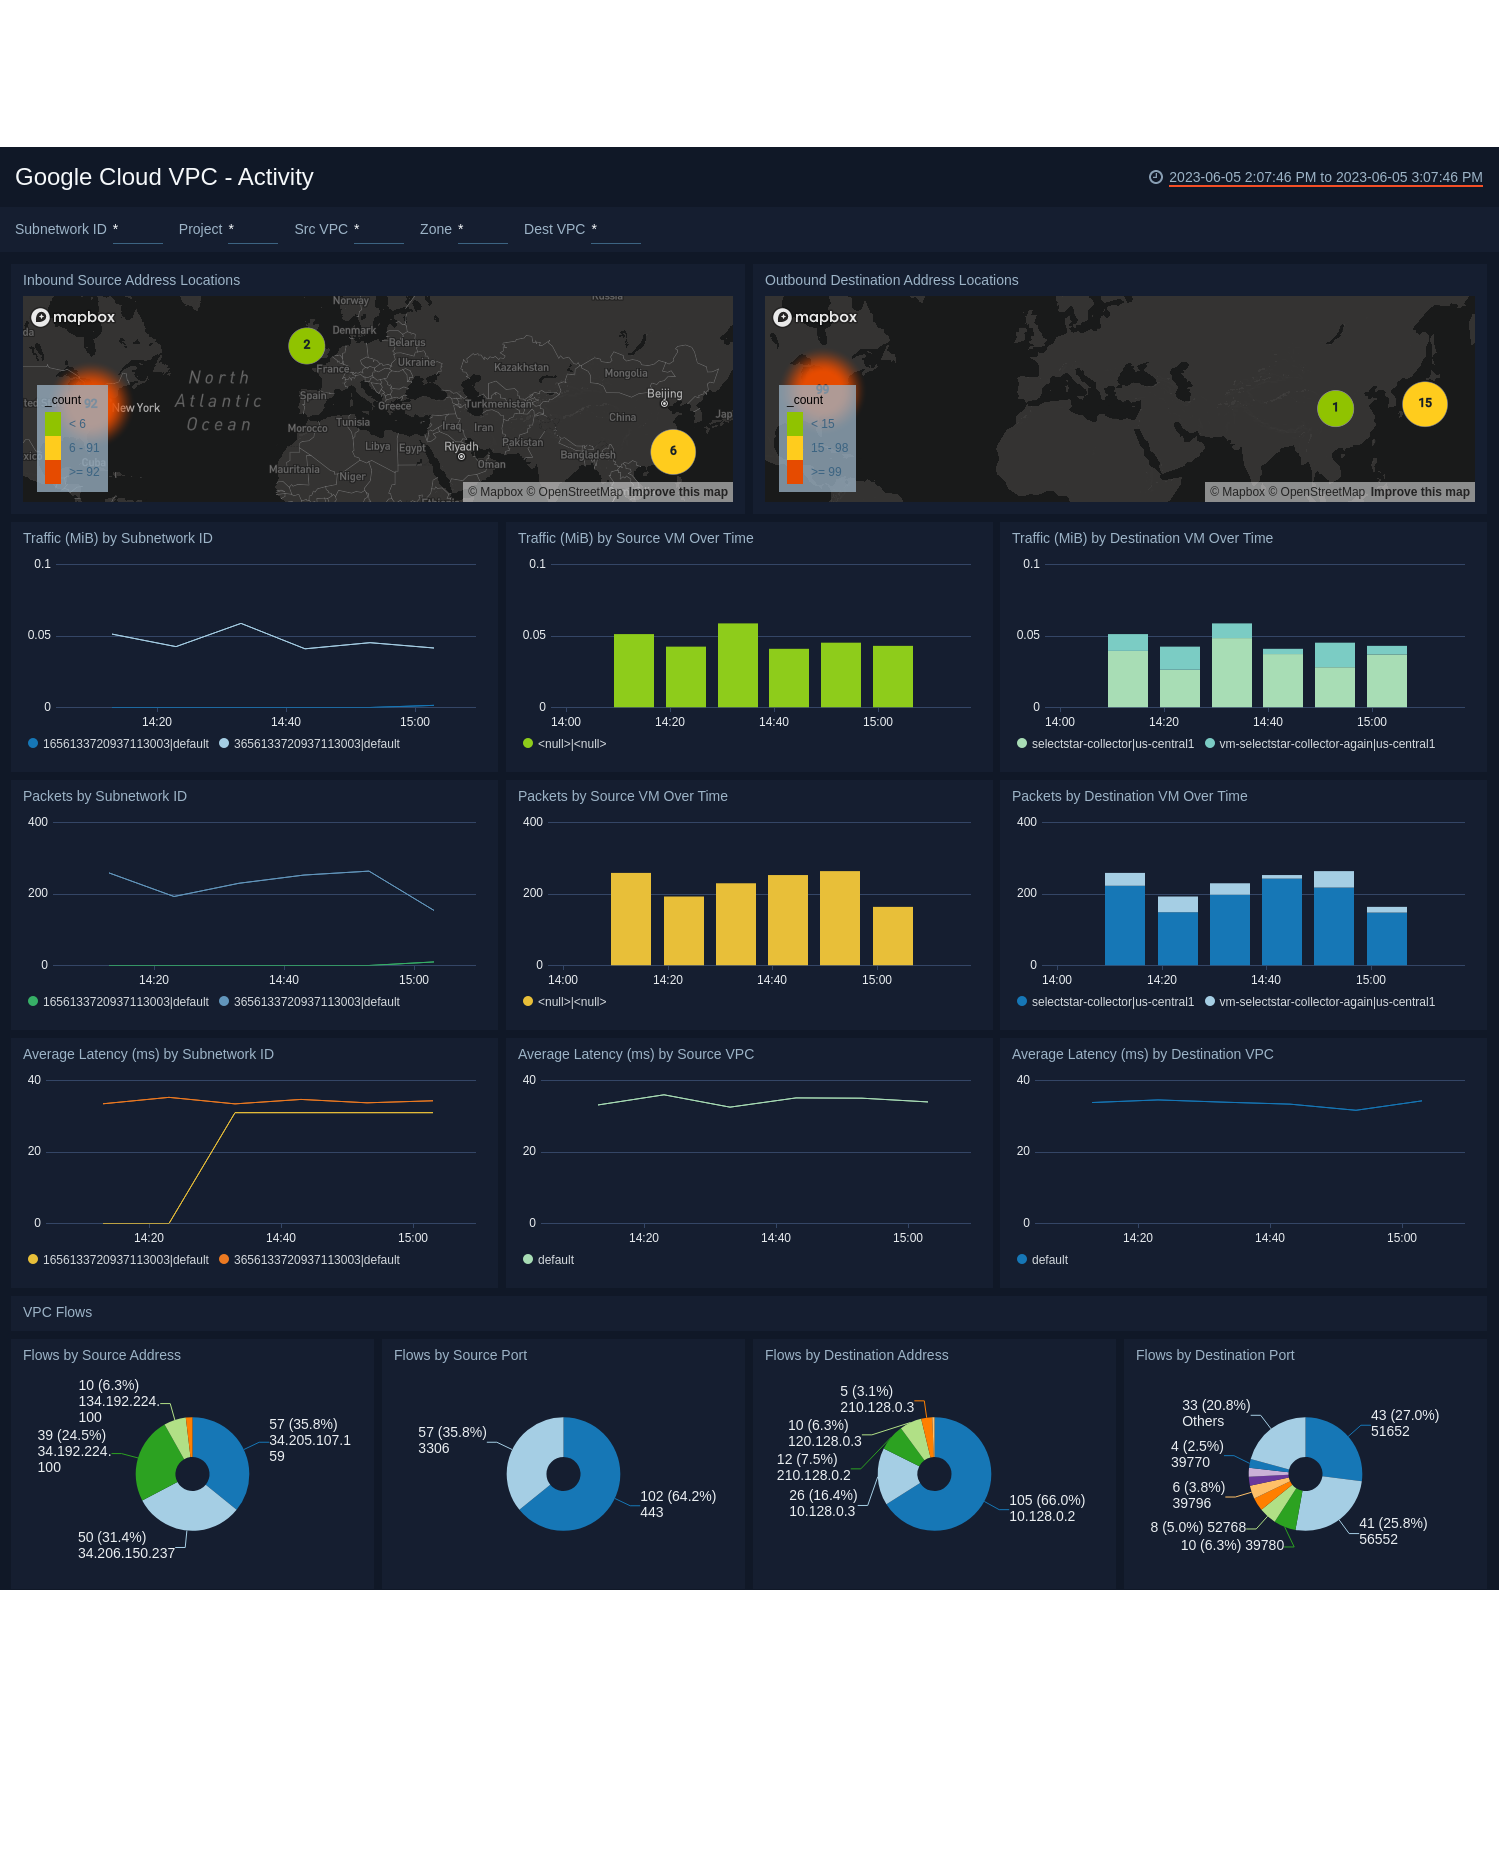 Google Cloud VPC - Activity
2023-06-05 2:07:46 PM to 2023-06-05 3:07:46 PM
Subnetwork ID * Project * Src VPC * Zone * Dest VPC *
Inbound Source Address Locations
mapbox
Norway
Russia
Denmark
Belarus
2
Ukraine
France
Kazakhstan
Mongolia
North
Atlantic
Ocean
Spain
Greece
Turkmenistan
Beijing
New York
92
_count
< 6
6 - 91
>= 92
Morocco
Tunisia
Iraq
Iran
China
Jap
Libya
Egypt
Riyadh
Pakistan
Bangladesh
6
Mauritania
Niger
Oman
© Mapbox © OpenStreetMap Improve this map
Outbound Destination Address Locations
mapbox
99
_count
< 15
15 - 98
>= 99
1
15
© Mapbox © OpenStreetMap Improve this map
Traffic (MiB) by Subnetwork ID
0.1
0.05
0
14:20 14:40 15:00
1656133720937113003|default 3656133720937113003|default
Traffic (MiB) by Source VM Over Time
0.1
0.05
0
14:00 14:20 14:40 15:00
<null>|<null>
Traffic (MiB) by Destination VM Over Time
0.1
0.05
0
14:00 14:20 14:40 15:00
selectstar-collector|us-central1 vm-selectstar-collector-again|us-central1
Packets by Subnetwork ID
400
200
0
14:20 14:40 15:00
1656133720937113003|default 3656133720937113003|default
Packets by Source VM Over Time
400
200
0
14:00 14:20 14:40 15:00
<null>|<null>
Packets by Destination VM Over Time
400
200
0
14:00 14:20 14:40 15:00
selectstar-collector|us-central1 vm-selectstar-collector-again|us-central1
Average Latency (ms) by Subnetwork ID
40
20
0
14:20 14:40 15:00
1656133720937113003|default 3656133720937113003|default
Average Latency (ms) by Source VPC
40
20
0
14:20 14:40 15:00
default
Average Latency (ms) by Destination VPC
40
20
0
14:20 14:40 15:00
default
VPC Flows
Flows by Source Address
10 (6.3%)
134.192.224.
100
39 (24.5%)
34.192.224.
100
57 (35.8%)
34.205.107.1
59
50 (31.4%)
34.206.150.237
Flows by Source Port
57 (35.8%)
3306
102 (64.2%)
443
Flows by Destination Address
5 (3.1%)
210.128.0.3
10 (6.3%)
120.128.0.3
12 (7.5%)
210.128.0.2
26 (16.4%)
10.128.0.3
105 (66.0%)
10.128.0.2
Flows by Destination Port
33 (20.8%)
Others
43 (27.0%)
51652
4 (2.5%)
39770
6 (3.8%)
39796
8 (5.0%) 52768
10 (6.3%) 39780
41 (25.8%)
56552